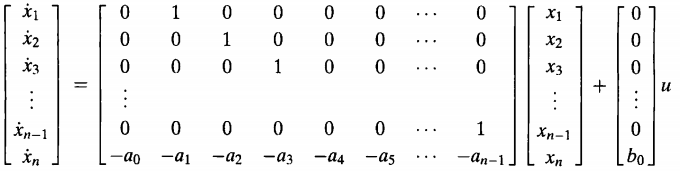 ẋ₁ 0 1 0 0 0 0 ⋯ 0 x₁ 0
ẋ₂ 0 0 1 0 0 0 ⋯ 0 x₂ 0
ẋ₃ = 0 0 0 1 0 0 ⋯ 0 x₃ + 0 u
⋮ ⋮ ⋮ ⋮
ẋₙ₋₁ 0 0 0 0 0 0 ⋯ 1 xₙ₋₁ 0
ẋₙ −a₀ −a₁ −a₂ −a₃ −a₄ −a₅ ⋯ −aₙ₋₁ xₙ b₀